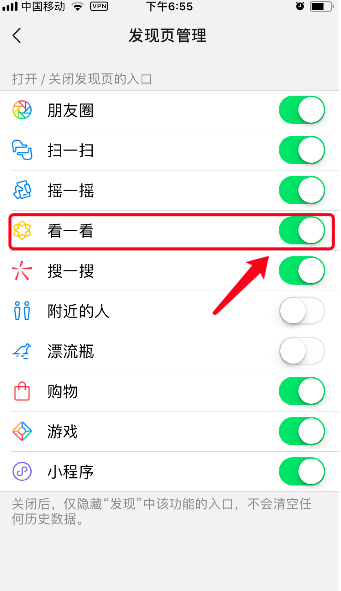 中国移动 VPN 下午6:55
发现页管理
打开 / 关闭发现页的入口
朋友圈
扫一扫
摇一摇
看一看
搜一搜
附近的人
漂流瓶
购物
游戏
小程序
关闭后，仅隐藏“发现”中该功能的入口，不会清空任
何历史数据。